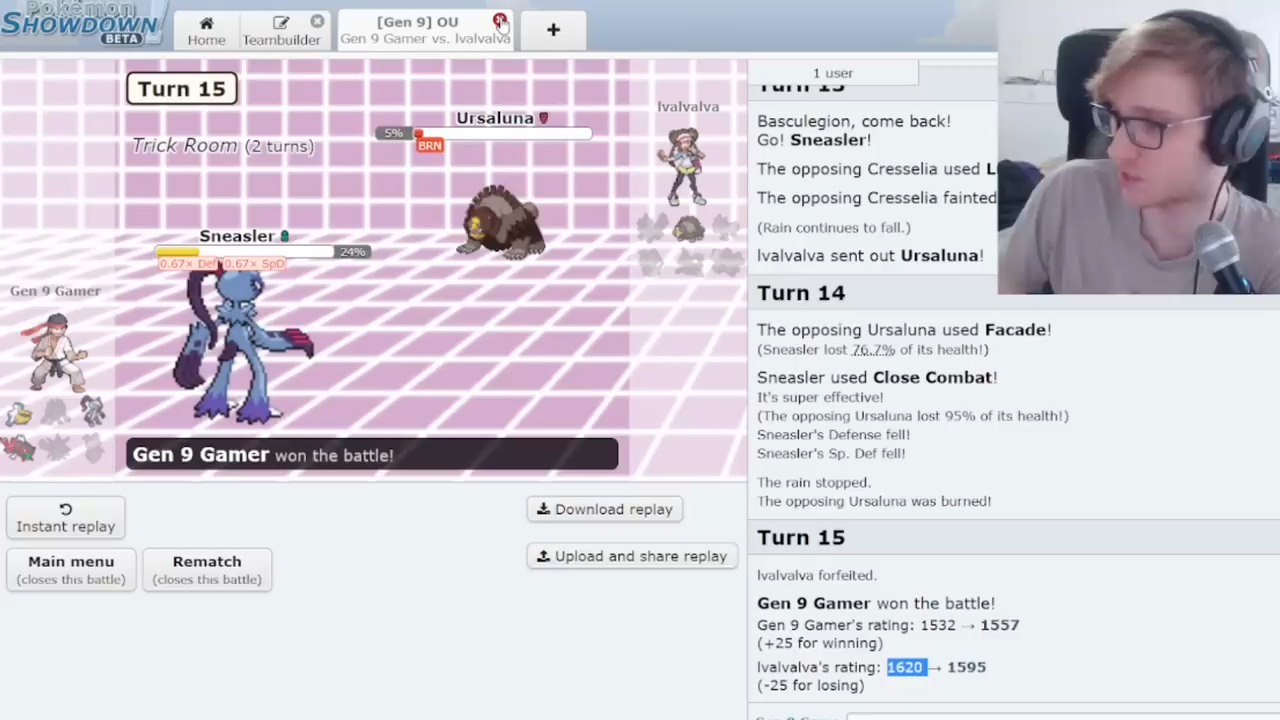 Pokémon
SHOWDOWN
BETA
Home
Teambuilder
[Gen 9] OU
Gen 9 Gamer vs. lvalvalva
+
1 user
Turn 15
Trick Room (2 turns)
Ursaluna
5%
BRN
lvalvalva
Sneasler
24%
0.67× Def 0.67× SpD
Gen 9 Gamer
Gen 9 Gamer won the battle!
Instant replay
Download replay
Main menu
(closes this battle)
Rematch
(closes this battle)
Upload and share replay
Turn 13
Basculegion, come back!
Go! Sneasler!
The opposing Cresselia used
The opposing Cresselia fainted
(Rain continues to fall.)
lvalvalva sent out Ursaluna!
Turn 14
The opposing Ursaluna used Facade!
(Sneasler lost 76.7% of its health!)
Sneasler used Close Combat!
It's super effective!
(The opposing Ursaluna lost 95% of its health!)
Sneasler's Defense fell!
Sneasler's Sp. Def fell!
The rain stopped.
The opposing Ursaluna was burned!
Turn 15
lvalvalva forfeited.
Gen 9 Gamer won the battle!
Gen 9 Gamer's rating: 1532 → 1557
(+25 for winning)
lvalvalva's rating: 1620 → 1595
(-25 for losing)